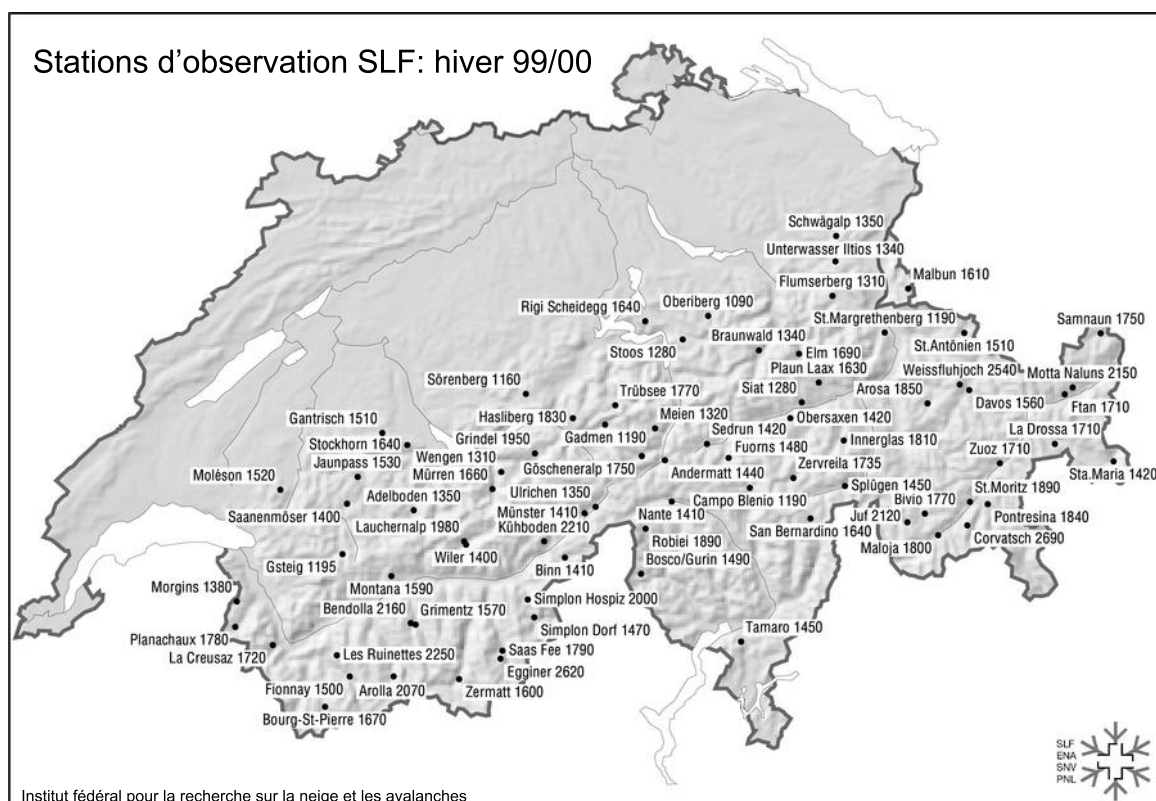 Stations d'observation SLF: hiver 99/00
Schwägalp 1350
Unterwasser Iltios 1340
Flumserberg 1310
Malbun 1610
Rigi Scheidegg 1640
Oberiberg 1090
St.Margrethenberg 1190
Samnaun 1750
Braunwald 1340
St.Antönien 1510
Stoos 1280
Elm 1690
Weissfluhjoch 2540
Plaun Laax 1630
Motta Naluns 2150
Sörenberg 1160
Trübsee 1770
Siat 1280
Arosa 1850
Davos 1560
Ftan 1710
Hasliberg 1830
Meien 1320
Obersaxen 1420
Gantrisch 1510
Gadmen 1190
Sedrun 1420
La Drossa 1710
Stockhorn 1640
Grindel 1950
Fuorns 1480
Innerglas 1810
Zuoz 1710
Wengen 1310
Jaunpass 1530
Göscheneralp 1750
Andermatt 1440
Zervreila 1735
Moléson 1520
Mürren 1660
Sta.Maria 1420
Adelboden 1350
Ulrichen 1350
Campo Blenio 1190
Splügen 1450
St.Moritz 1890
Saanenmöser 1400
Münster 1410
Nante 1410
Bivio 1770
Lauchernalp 1980
Kühboden 2210
San Bernardino 1640
Juf 2120
Pontresina 1840
Robiei 1890
Maloja 1800
Corvatsch 2690
Wiler 1400
Bosco/Gurin 1490
Gsteig 1195
Binn 1410
Morgins 1380
Montana 1590
Bendolla 2160
Grimentz 1570
Simplon Hospiz 2000
Planachaux 1780
Simplon Dorf 1470
Tamaro 1450
La Creusaz 1720
Les Ruinettes 2250
Saas Fee 1790
Egginer 2620
Fionnay 1500
Arolla 2070
Zermatt 1600
Bourg-St-Pierre 1670
SLF
ENA
SNV
PNL
Institut fédéral pour la recherche sur la neige et les avalanches